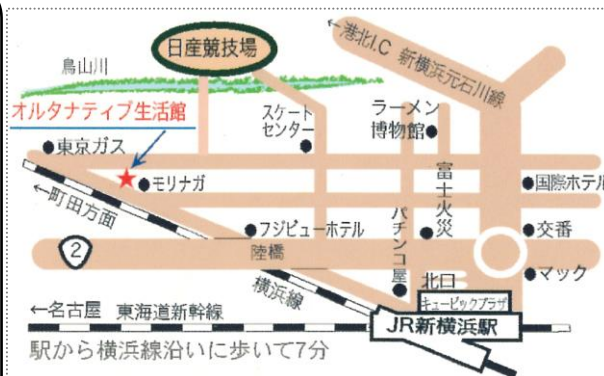 日産競技場
←港北I.C 新横浜元石川線
鳥山川
オルタナティブ生活館
スケート
センター
ラーメン
博物館
東京ガス
モリナガ
富士火災
国際ホテル
←町田方面
フジビューホテル
パチンコ屋
交番
2
陸橋
北口
マック
横浜線
キュービックプラザ
←名古屋 東海道新幹線
JR新横浜駅
駅から横浜線沿いに歩いて7分